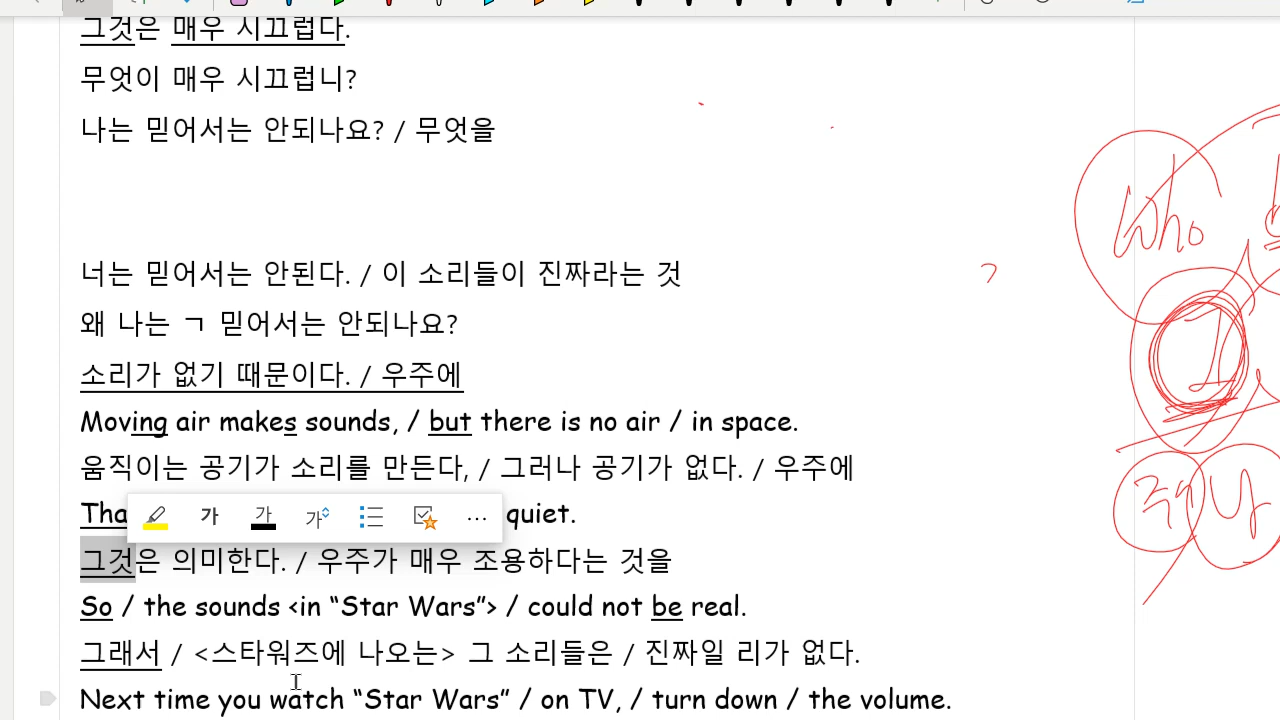 그것은 매우 시끄럽다.
무엇이 매우 시끄럽니?
나는 믿어서는 안되나요? / 무엇을
Who
너는 믿어서는 안된다. / 이 소리들이 진짜라는 것
왜 나는 ㄱ 믿어서는 안되나요?
소리가 없기 때문이다. / 우주에
Moving air makes sounds, / but there is no air / in space.
움직이는 공기가 소리를 만든다, / 그러나 공기가 없다. / 우주에
Tha
가 가 가 ...
quiet.
그것은 의미한다. / 우주가 매우 조용하다는 것을
So / the sounds <in “Star Wars”> / could not be real.
그래서 / <스타워즈에 나오는> 그 소리들은 / 진짜일 리가 없다.
Next time you watch “Star Wars” / on TV, / turn down / the volume.